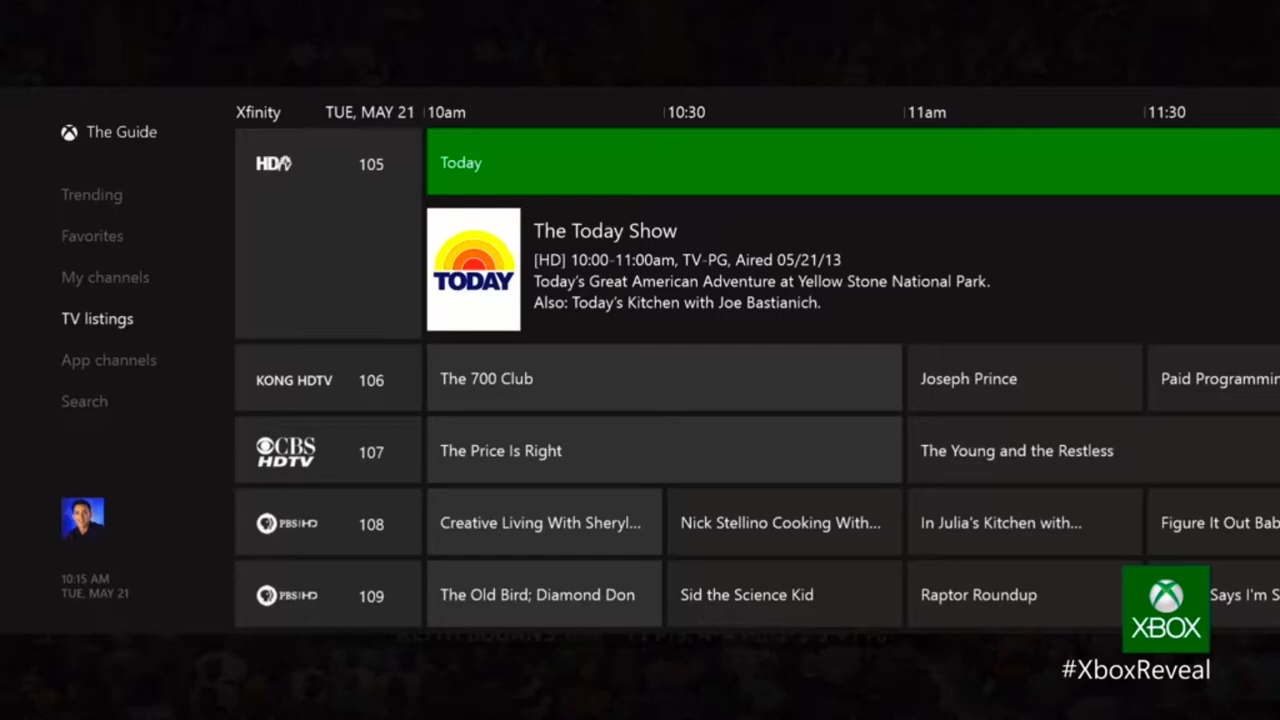 Xfinity TUE, MAY 21 10am 10:30 11am 11:30
The Guide
Trending
Favorites
My channels
TV listings
App channels
Search
10:15 AM
TUE, MAY 21
HD 105 Today
TODAY
The Today Show
[HD] 10:00-11:00am, TV-PG, Aired 05/21/13
Today's Great American Adventure at Yellow Stone National Park.
Also: Today's Kitchen with Joe Bastianich.
KONG HDTV 106 The 700 Club Joseph Prince Paid Programmin
CBS HDTV 107 The Price Is Right The Young and the Restless
PBS HD 108 Creative Living With Sheryl... Nick Stellino Cooking With... In Julia's Kitchen with... Figure It Out Bab
PBS HD 109 The Old Bird; Diamond Don Sid the Science Kid Raptor Roundup Says I'm S
XBOX
#XboxReveal